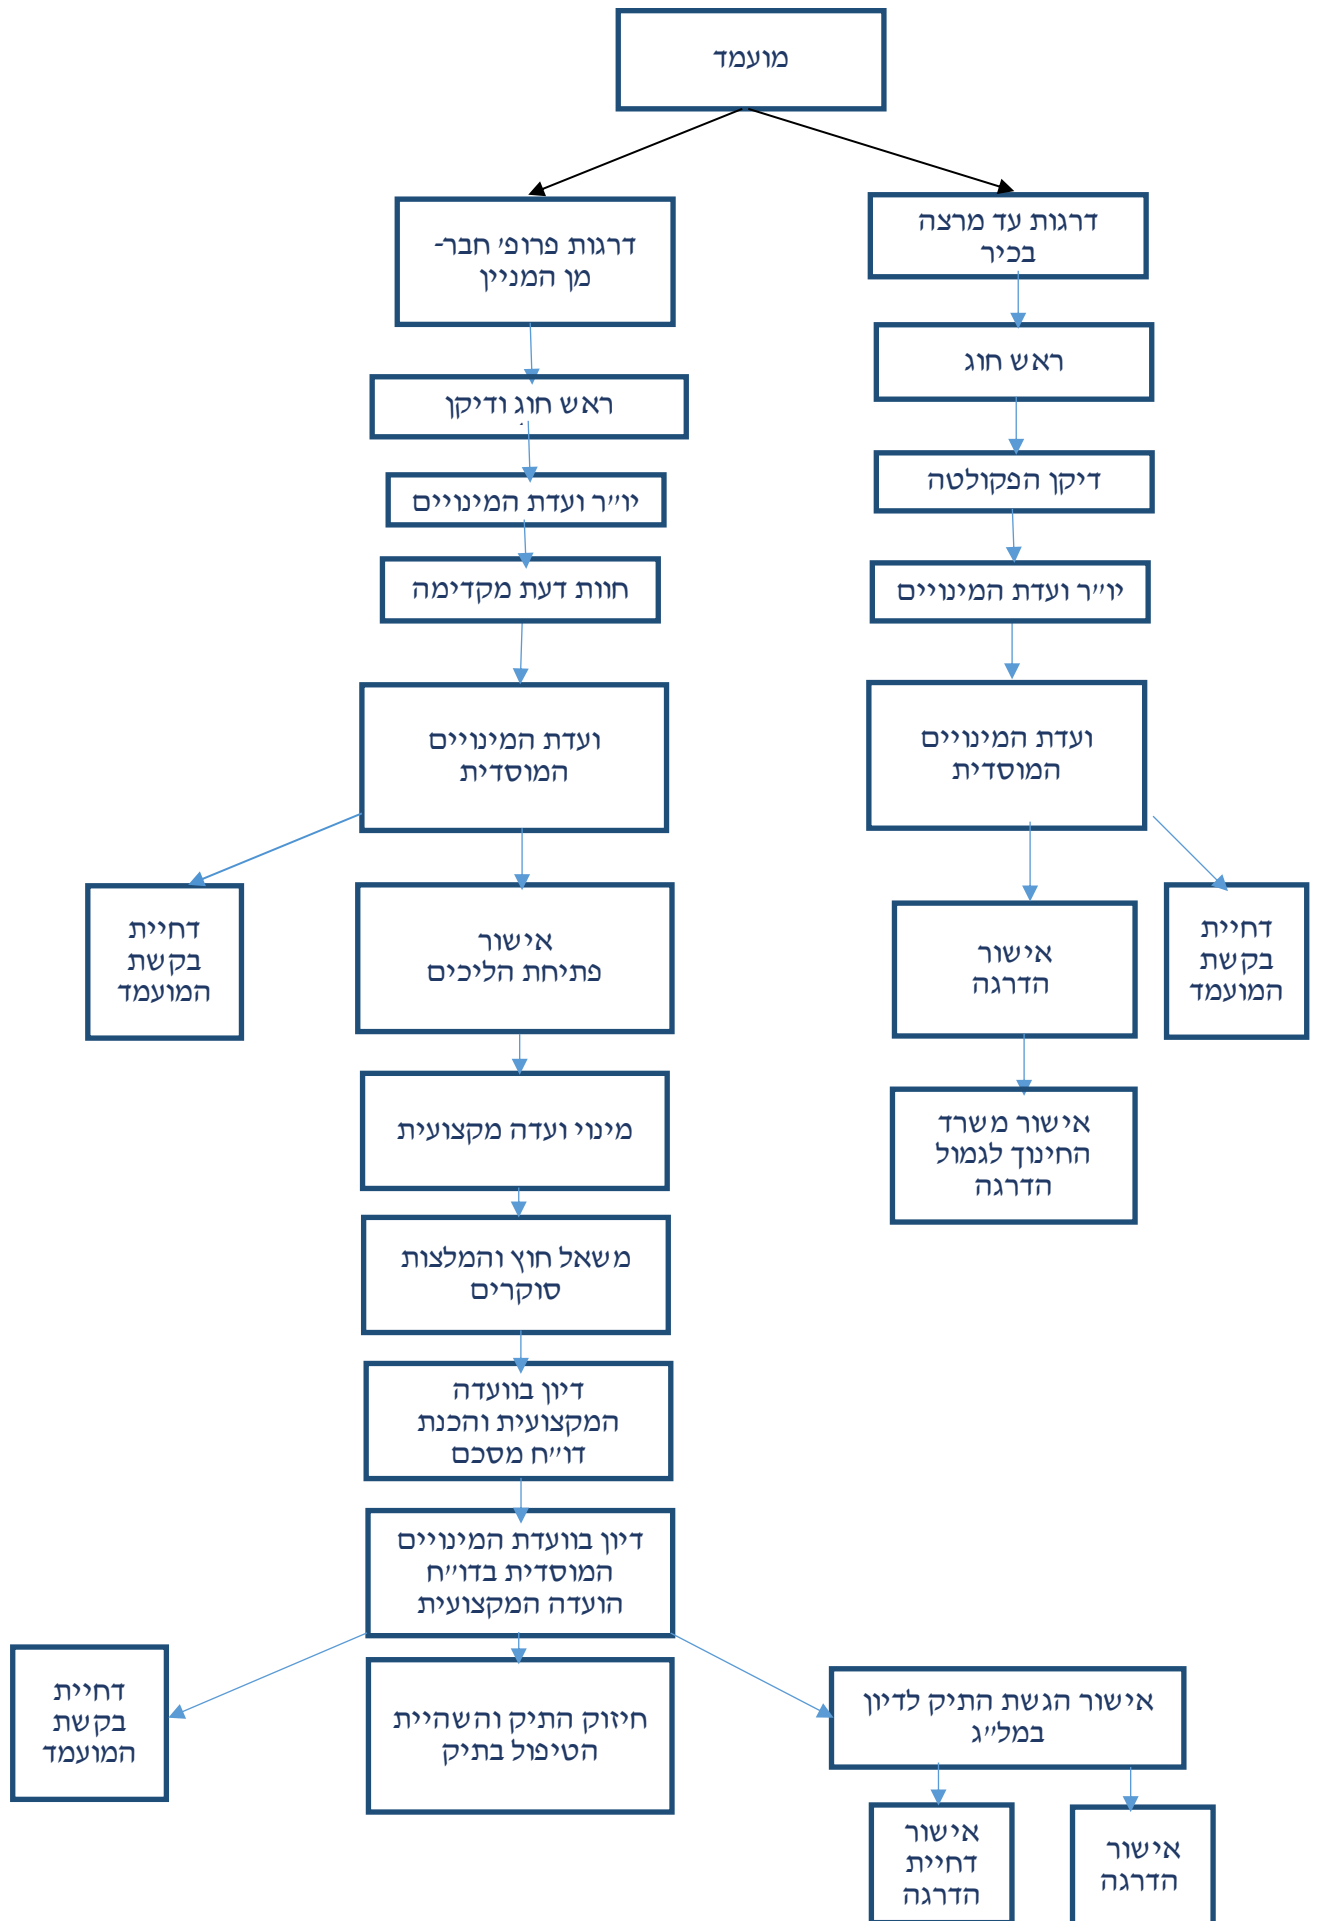 מועמד
דרגות עד מרצה
בכיר
ראש חוג
דיקן הפקולטה
יו״ר ועדת המינויים
ועדת המינויים
המוסדית
דחיית
בקשת
המועמד
אישור
הדרגה
אישור משרד
החינוך לגמול
הדרגה
דרגות פרופ׳ חבר-
מן המניין
ראש חוג ודיקן
יו״ר ועדת המינויים
חוות דעת מקדימה
ועדת המינויים
המוסדית
אישור
פתיחת הליכים
דחיית
בקשת
המועמד
מינוי ועדה מקצועית
משאל חוץ והמלצות
סוקרים
דיון בוועדה
המקצועית והכנת
דו״ח מסכם
דיון בוועדת המינויים
המוסדית בדו״ח
הועדה המקצועית
אישור הגשת התיק לדיון
במל״ג
חיזוק התיק והשהיית
הטיפול בתיק
דחיית
בקשת
המועמד
אישור
הדרגה
אישור
דחיית
הדרגה